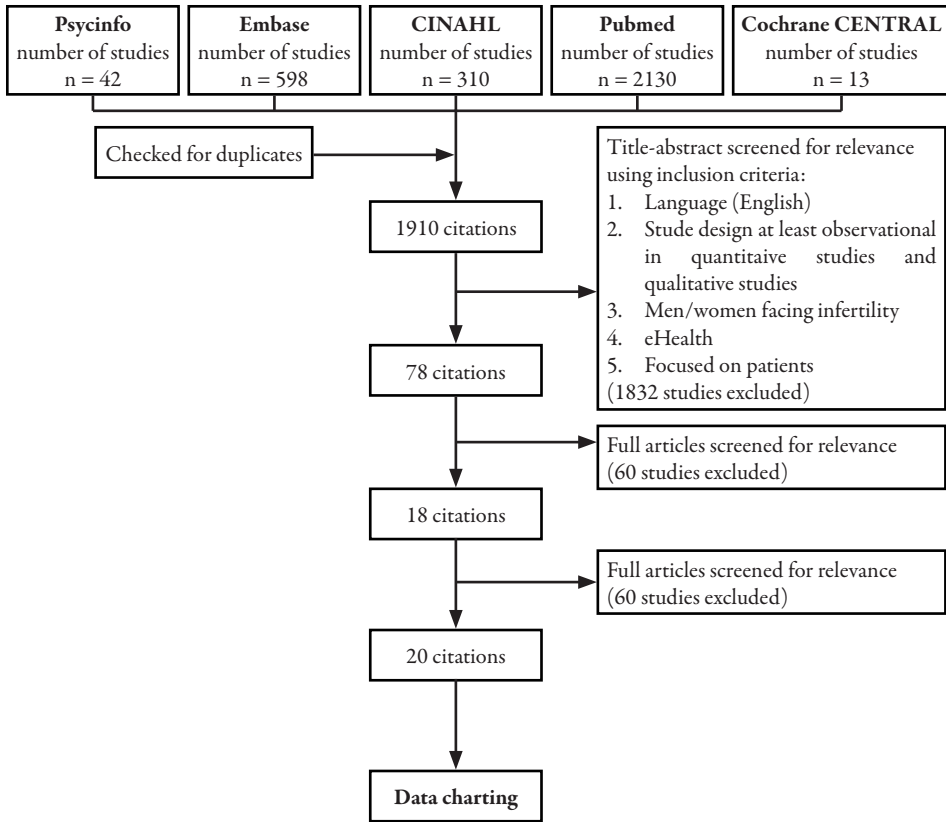 Psycinfo
number of studies
n = 42
Embase
number of studies
n = 598
CINAHL
number of studies
n = 310
Pubmed
number of studies
n = 2130
Cochrane CENTRAL
number of studies
n = 13
Checked for duplicates
1910 citations
Title-abstract screened for relevance
using inclusion criteria:
1. Language (English)
2. Stude design at least observational
in quantitaive studies and
qualitative studies
3. Men/women facing infertility
4. eHealth
5. Focused on patients
(1832 studies excluded)
78 citations
Full articles screened for relevance
(60 studies excluded)
18 citations
Full articles screened for relevance
(60 studies excluded)
20 citations
Data charting